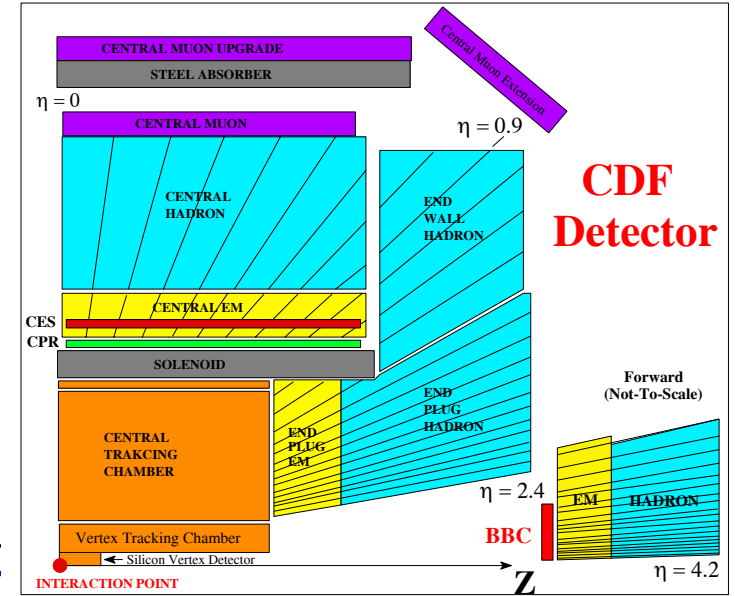 CENTRAL MUON UPGRADE
STEEL ABSORBER
Central Muon Extension
η = 0
CENTRAL MUON
η = 0.9
CENTRAL
HADRON
END
WALL
HADRON
CDF
Detector
CENTRAL EM
CES
CPR
SOLENOID
Forward
(Not-To-Scale)
CENTRAL
TRAKCING
CHAMBER
END
PLUG
EM
END
PLUG
HADRON
η = 2.4
EM
HADRON
BBC
Vertex Tracking Chamber
Silicon Vertex Detector
INTERACTION POINT
Z
η = 4.2